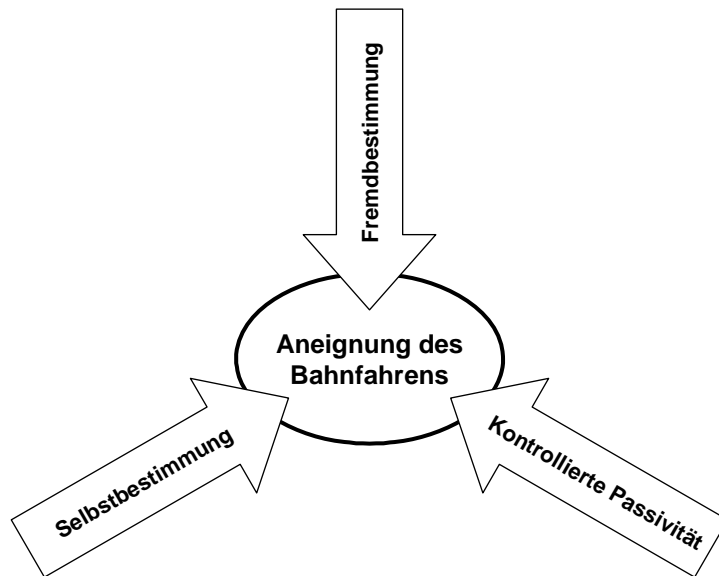 Fremdbestimmung
Aneignung des
Bahnfahrens
Selbstbestimmung
Kontrollierte Passivität